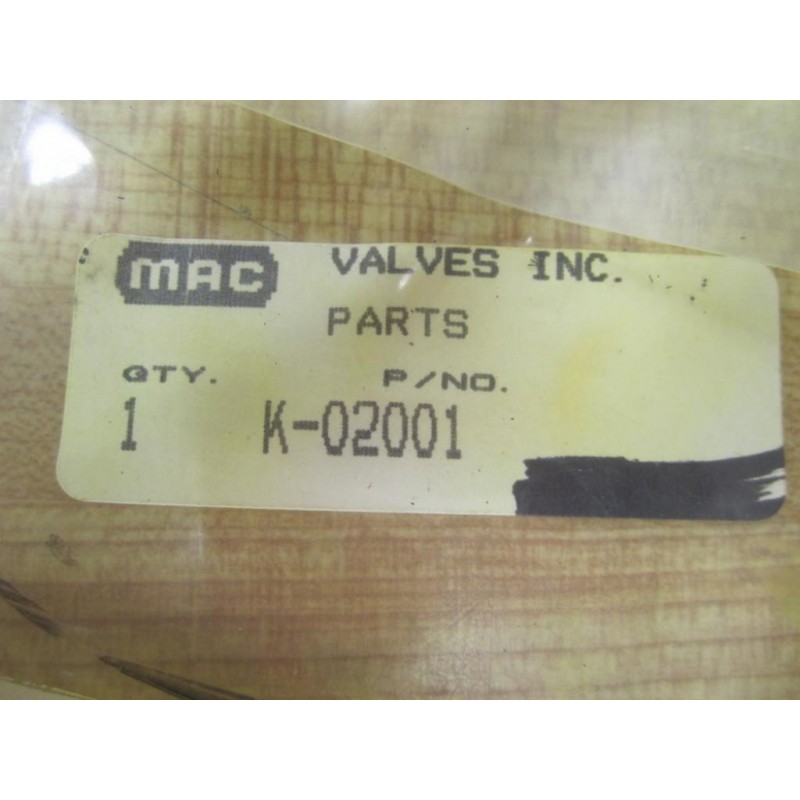 MAC VALVES INC.
PARTS
QTY. P/NO.
1 K-02001